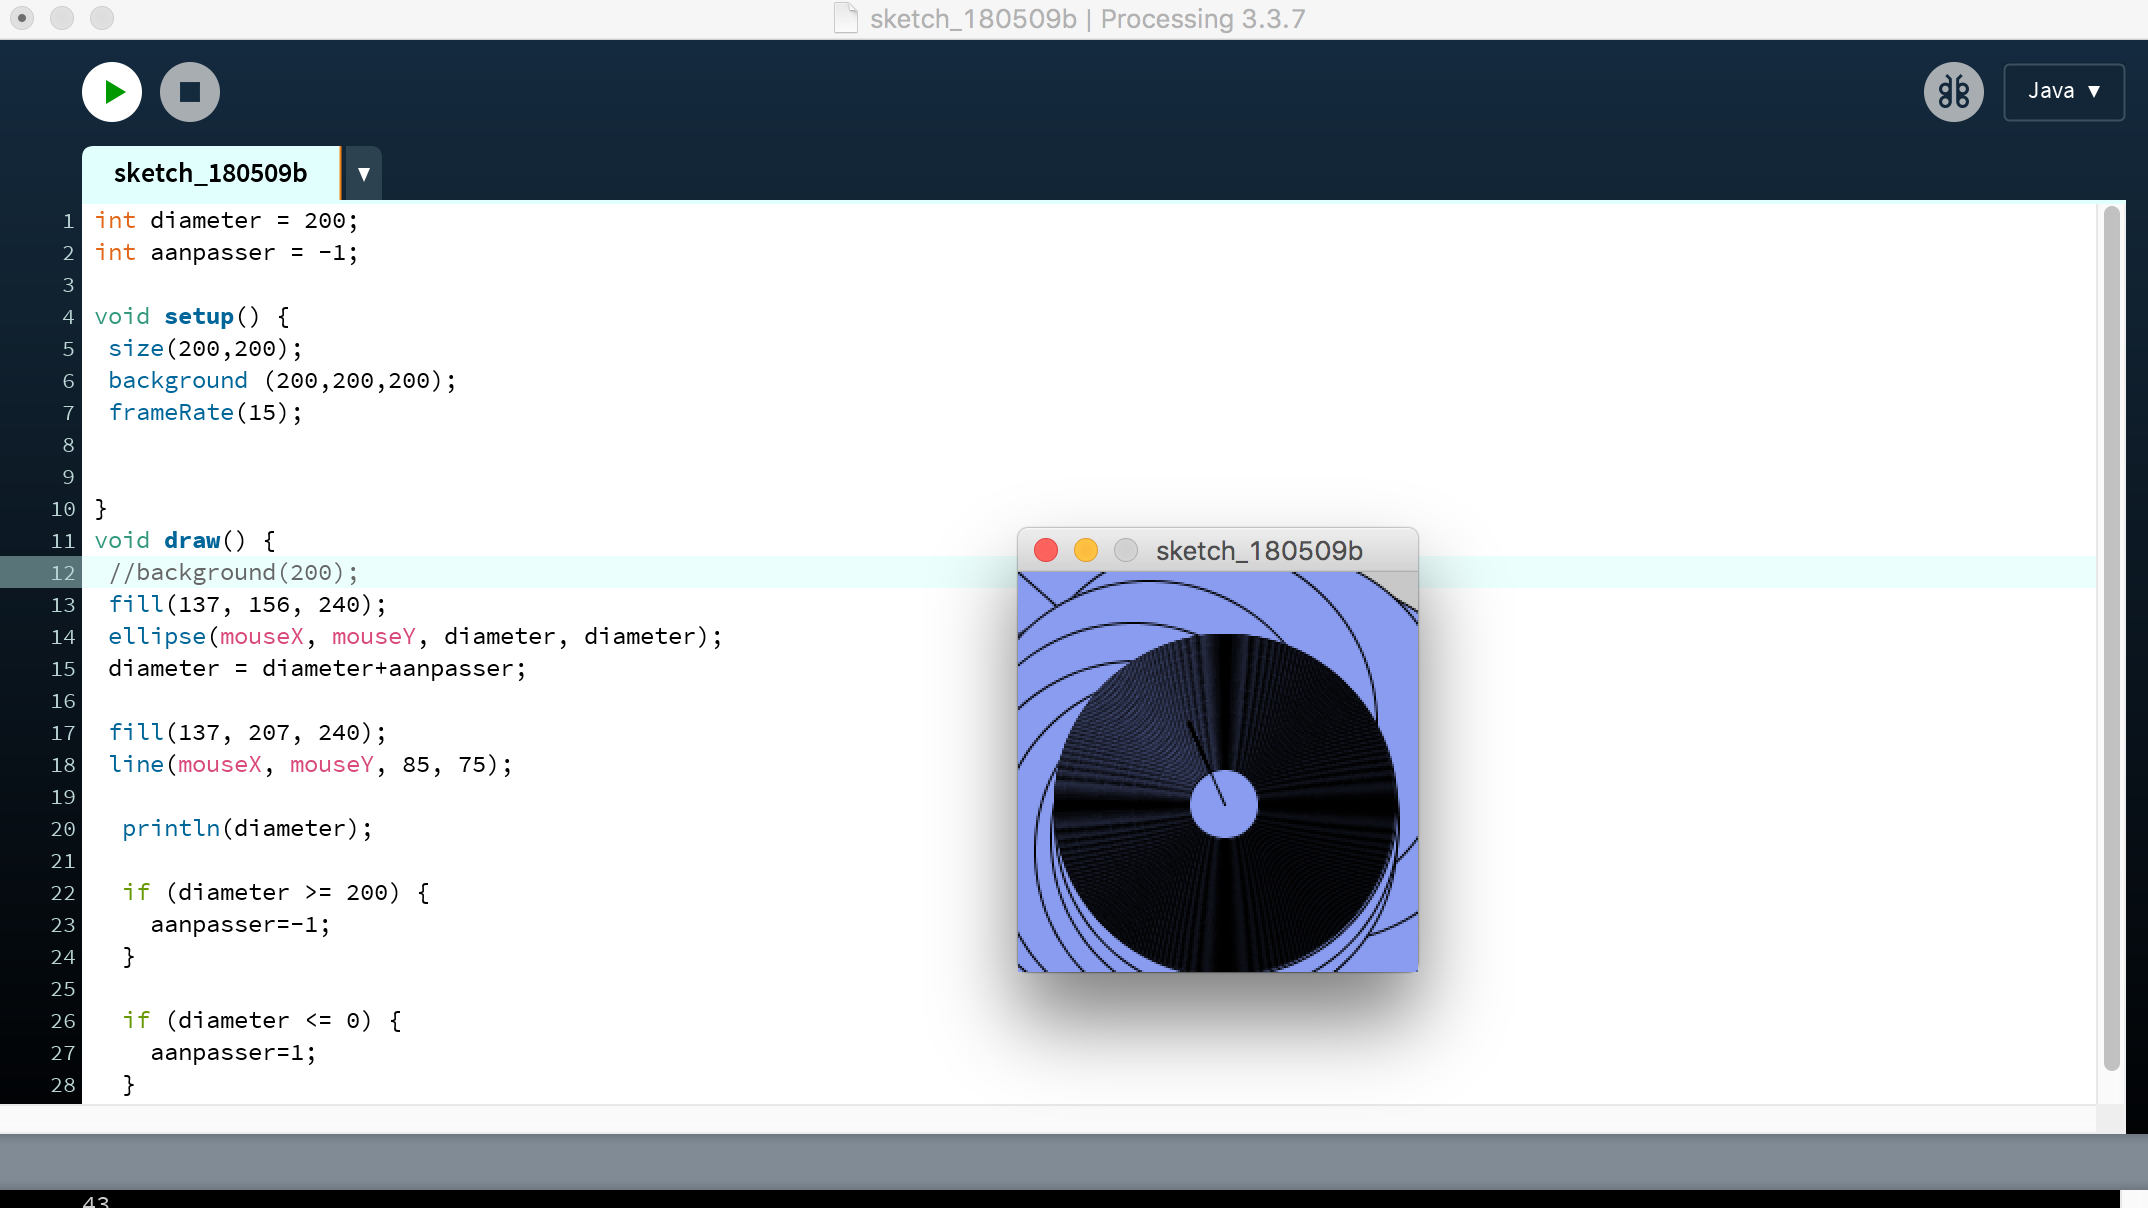 sketch_180509b | Processing 3.3.7
Java ▼
sketch_180509b ▼
1 int diameter = 200;
2 int aanpasser = -1;
3
4 void setup() {
5 size(200,200);
6 background (200,200,200);
7 frameRate(15);
8
9
10 }
11 void draw() {
12 //background(200);
13 fill(137, 156, 240);
14 ellipse(mouseX, mouseY, diameter, diameter);
15 diameter = diameter+aanpasser;
16
17 fill(137, 207, 240);
18 line(mouseX, mouseY, 85, 75);
19
20 println(diameter);
21
22 if (diameter >= 200) {
23 aanpasser=-1;
24 }
25
26 if (diameter <= 0) {
27 aanpasser=1;
28 }
sketch_180509b
43